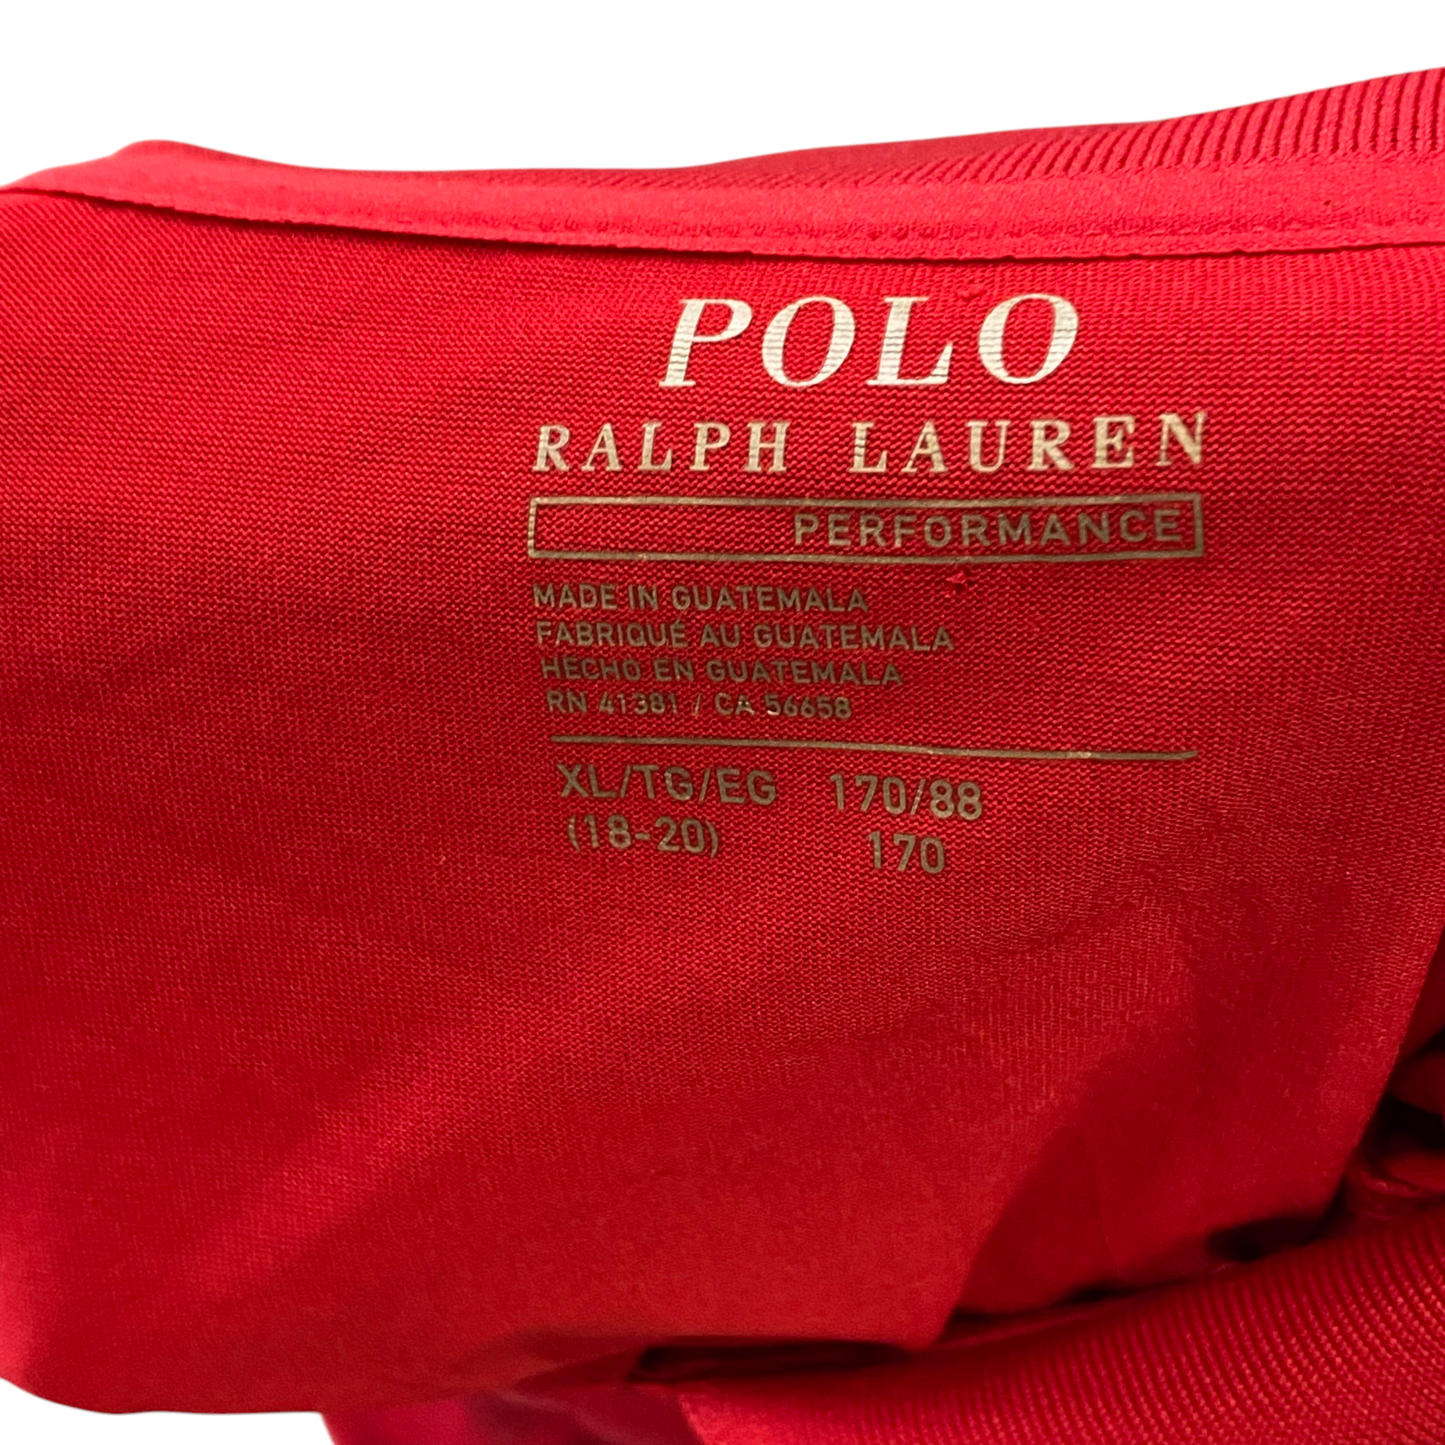 POLO
RALPH LAUREN
PERFORMANCE
MADE IN GUATEMALA
FABRIQUÉ AU GUATEMALA
HECHO EN GUATEMALA
RN 41381 / CA 56658
XL/TG/EG 170/88
(18-20) 170